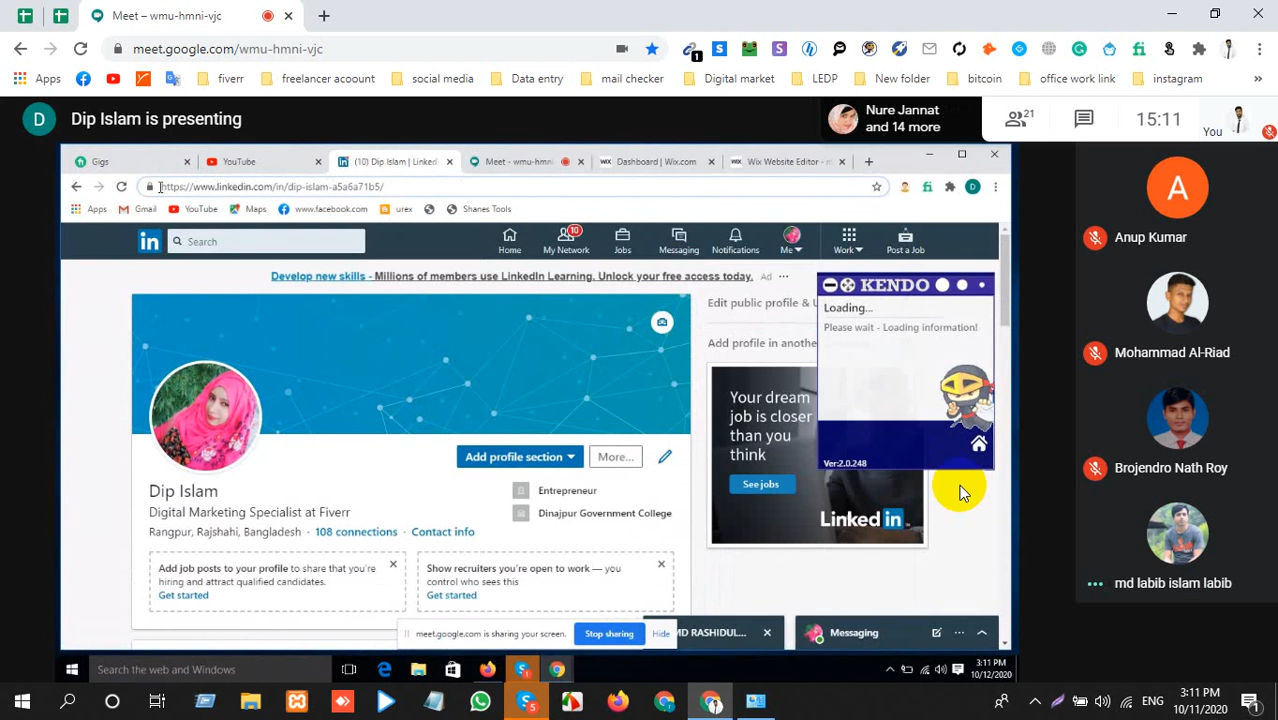 Meet – wmu-hmni-vjc
meet.google.com/wmu-hmni-vjc
1
Apps
fiverr
freelancer acoount
social media
Data entry
mail checker
Digital market
LEDP
New folder
bitcoin
office work link
instagram
»
D
Dip Islam is presenting
Nure Jannat
and 14 more
21
15:11
You
Gigs
YouTube
(10) Dip Islam | Linked
Meet - wmu-hmni
Dashboard | Wix.com
Wix Website Editor - m
https://www.linkedin.com/in/dip-islam-a5a6a71b5/
D
Apps
Gmail
YouTube
Maps
www.facebook.com
urex
Shanes Tools
in
Search
Home
10
My Network
Jobs
Messaging
Notifications
Me
Work
Post a Job
Develop new skills - Millions of members use LinkedIn Learning. Unlock your free access today. Ad ...
Edit public profile & U
Add profile in anothe
KENDO
Loading...
Please wait - Loading information!
Ver:2.0.248
Your dream
job is closer
than you
think
See jobs
Linked in
Add profile section
More...
Dip Islam
Digital Marketing Specialist at Fiverr
Rangpur, Rajshahi, Bangladesh · 108 connections · Contact info
Entrepreneur
Dinajpur Government College
Add job posts to your profile to share that you're
hiring and attract qualified candidates.
Get started
Show recruiters you're open to work — you
control who sees this
Get started
meet.google.com is sharing your screen.
Stop sharing
Hide
MD RASHIDUL...
Messaging
Search the web and Windows
3:11 PM
10/12/2020
A
Anup Kumar
Mohammad Al-Riad
Brojendro Nath Roy
md labib islam labib
5
ENG
3:11 PM
10/11/2020
1